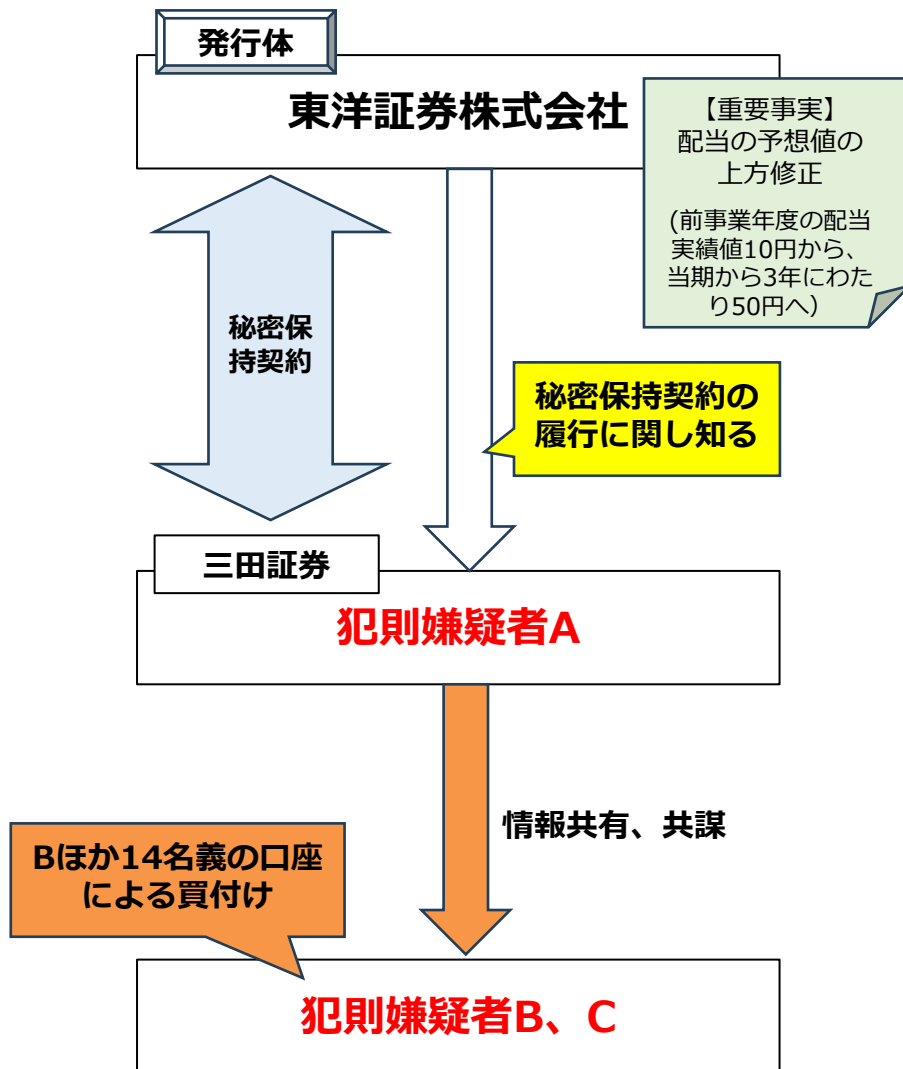 発行体
東洋証券株式会社
【重要事実】
配当の予想値の
上方修正
(前事業年度の配当
実績値10円から、
当期から3年にわた
り50円へ）
秘密保
持契約
秘密保持契約の
履行に関し知る
三田証券
犯則嫌疑者A
情報共有、共謀
Bほか14名義の口座
による買付け
犯則嫌疑者B、C